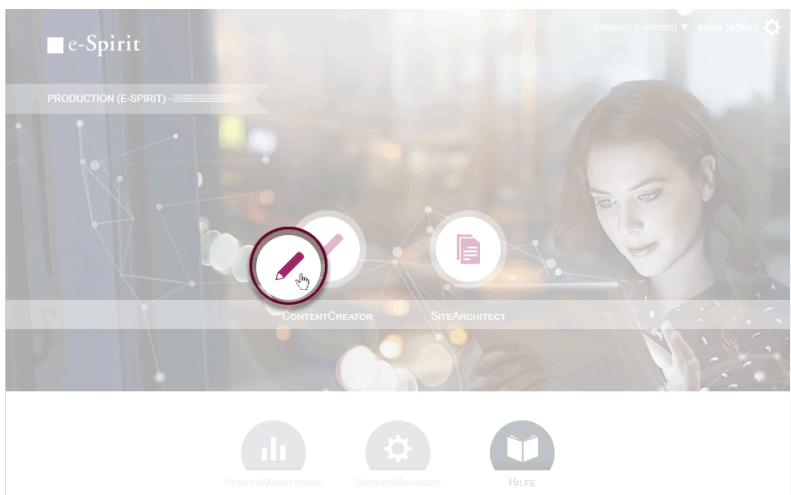 Deutsch (German) ▼ editor (editor)
e-Spirit
PRODUCTION (E-SPIRIT) -
CONTENTCREATOR SITEARCHITECT
SERVERMONITORING SERVERMANAGER HILFE